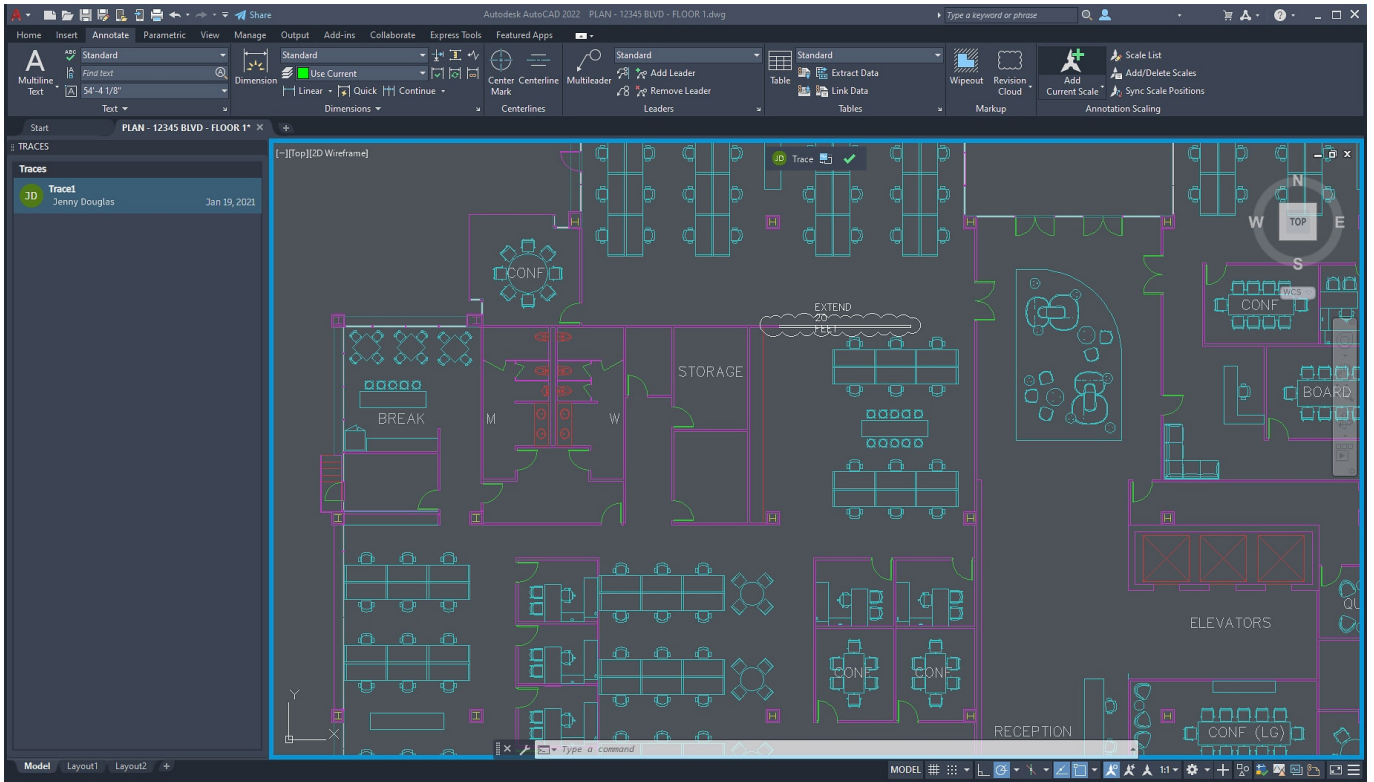 Share
Autodesk AutoCAD 2022 PLAN - 12345 BLVD - FLOOR 1.dwg
Type a keyword or phrase
Home Insert Annotate Parametric View Manage Output Add-ins Collaborate Express Tools Featured Apps
Multiline
Text
ABC Standard
Find text
54'-4 1/8"
Text
Dimension
Standard
Use Current
Linear Quick Continue
Dimensions
Center
Mark
Centerline
Centerlines
Multileader
Standard
Add Leader
Remove Leader
Leaders
Table
Standard
Extract Data
Link Data
Tables
Wipeout
Revision
Cloud
Markup
Add
Current Scale
Scale List
Add/Delete Scales
Sync Scale Positions
Annotation Scaling
Start PLAN - 12345 BLVD - FLOOR 1* +
TRACES
Traces
JD
Trace1
Jenny Douglas Jan 19, 2021
[−][Top][2D Wireframe]
JD Trace
N
W TOP E
S
WCS
CONF
EXTEND
20
FEET
CONF
STORAGE
BOARD
BREAK
M W
QU
ELEVATORS
CONF CONF
RECEPTION
CONF (LG)
Y
X
Type a command
Model Layout1 Layout2 +
MODEL 1:1